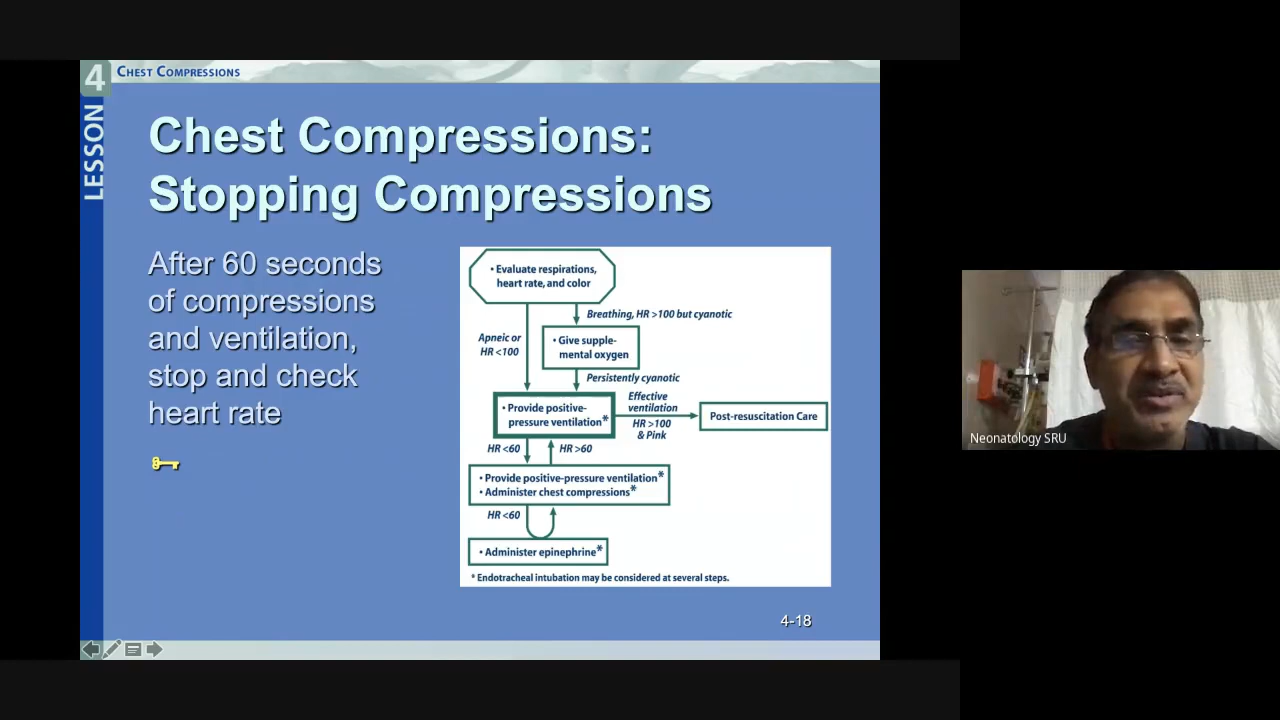 4 CHEST COMPRESSIONS
LESSON
Chest Compressions:
Stopping Compressions
After 60 seconds
of compressions
and ventilation,
stop and check
heart rate
• Evaluate respirations,
heart rate, and color
Breathing, HR >100 but cyanotic
Apneic or
HR <100
• Give supple-
mental oxygen
Persistently cyanotic
• Provide positive-
pressure ventilation*
Effective
ventilation
HR >100
& Pink
Post-resuscitation Care
HR <60
HR >60
• Provide positive-pressure ventilation*
• Administer chest compressions*
HR <60
• Administer epinephrine*
* Endotracheal intubation may be considered at several steps.
4-18
Neonatology SRU